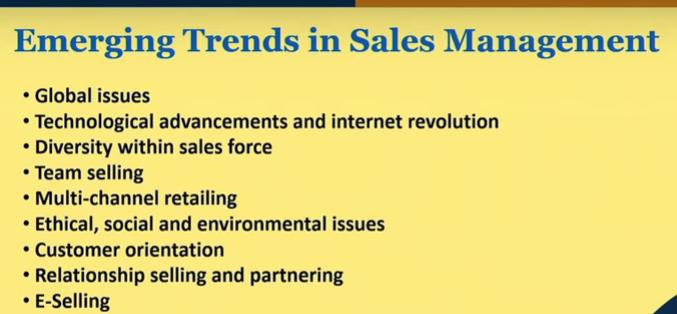 Emerging Trends in Sales Management
• Global issues
• Technological advancements and internet revolution
• Diversity within sales force
• Team selling
• Multi-channel retailing
• Ethical, social and environmental issues
• Customer orientation
• Relationship selling and partnering
• E-Selling